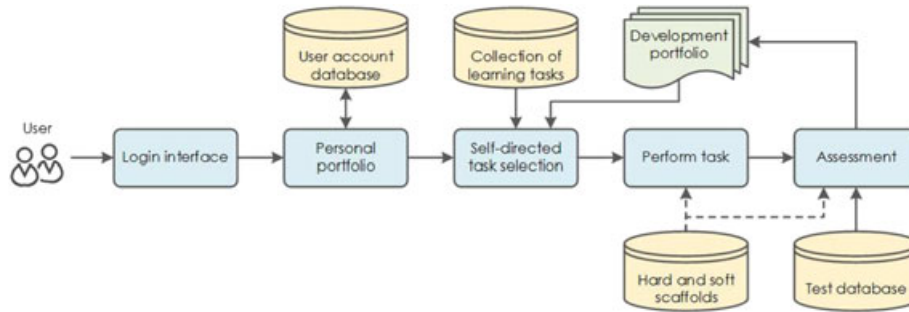 User account
database
Collection of
learning tasks
Development
portfolio
User
Login interface
Personal
portfolio
Self-directed
task selection
Perform task
Assessment
Hard and soft
scaffolds
Test database